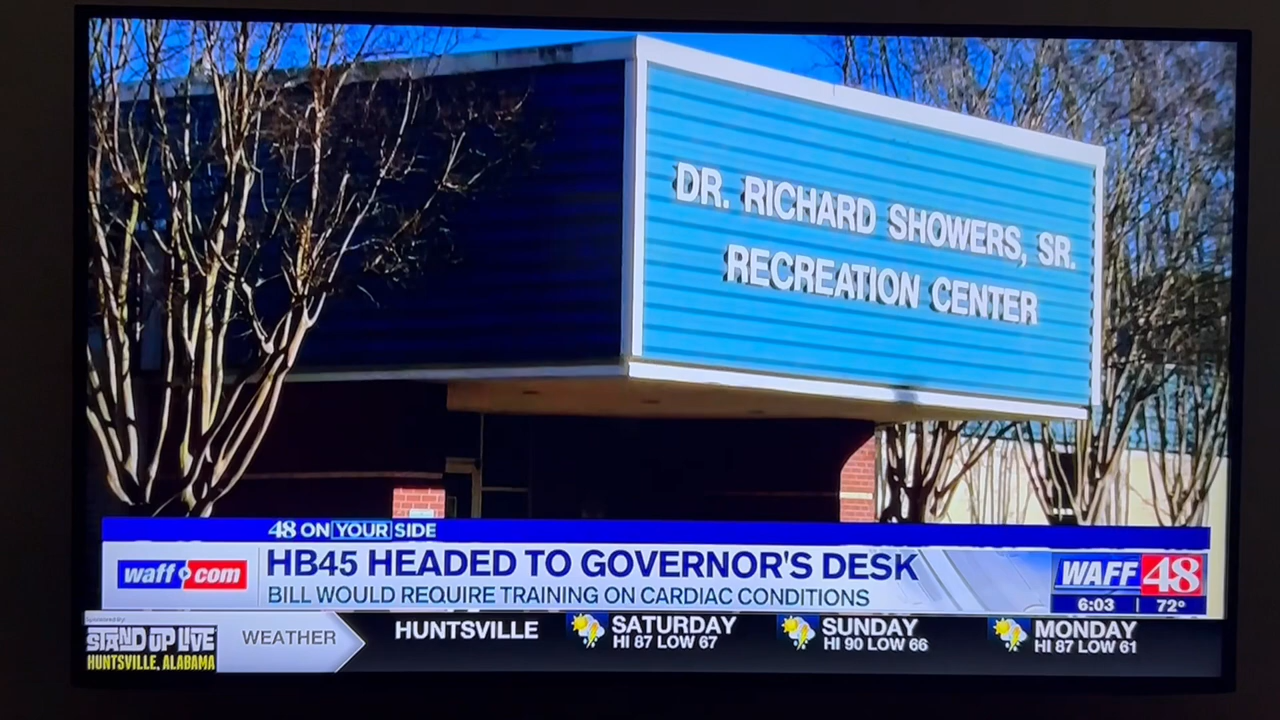 DR. RICHARD SHOWERS, SR.
RECREATION CENTER
48 ON YOUR SIDE
waff com
HB45 HEADED TO GOVERNOR'S DESK
BILL WOULD REQUIRE TRAINING ON CARDIAC CONDITIONS
WAFF 48
6:03 72°
Sponsored by:
STAND UP LIVE
HUNTSVILLE, ALABAMA
WEATHER
HUNTSVILLE
SATURDAY
HI 87 LOW 67
SUNDAY
HI 90 LOW 66
MONDAY
HI 87 LOW 61